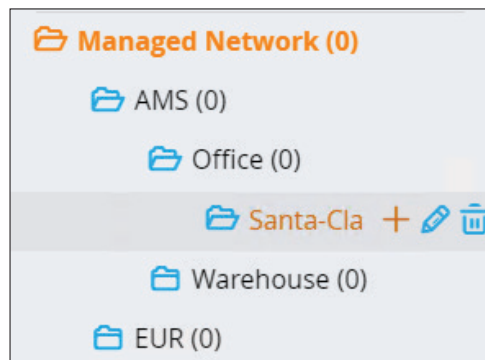 Managed Network (0)
AMS (0)
Office (0)
Santa-Cla
Warehouse (0)
EUR (0)